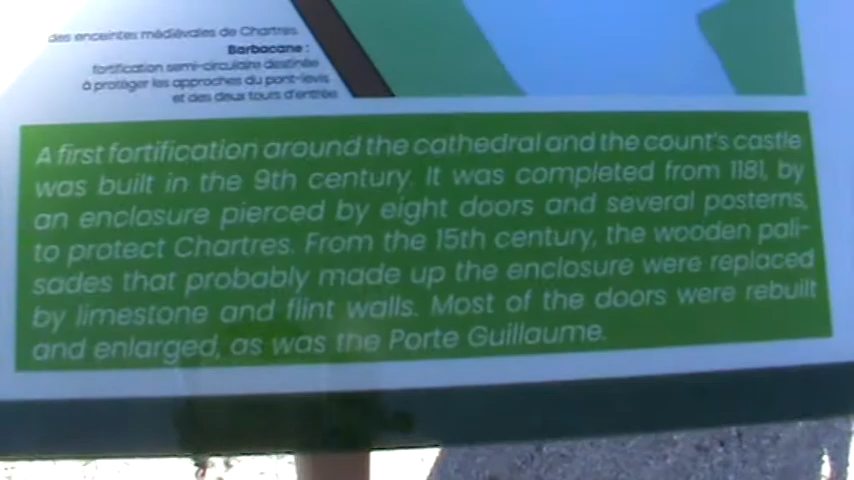 des enceintes médiévales de Chartres.
Barbacane :
fortification semi-circulaire destinée
à protéger les approches du pont-levis
et des deux tours d'entrée.
A first fortification around the cathedral and the count's castle
was built in the 9th century. It was completed from 1181, by
an enclosure pierced by eight doors and several posterns,
to protect Chartres. From the 15th century, the wooden pali-
sades that probably made up the enclosure were replaced
by limestone and flint walls. Most of the doors were rebuilt
and enlarged, as was the Porte Guillaume.